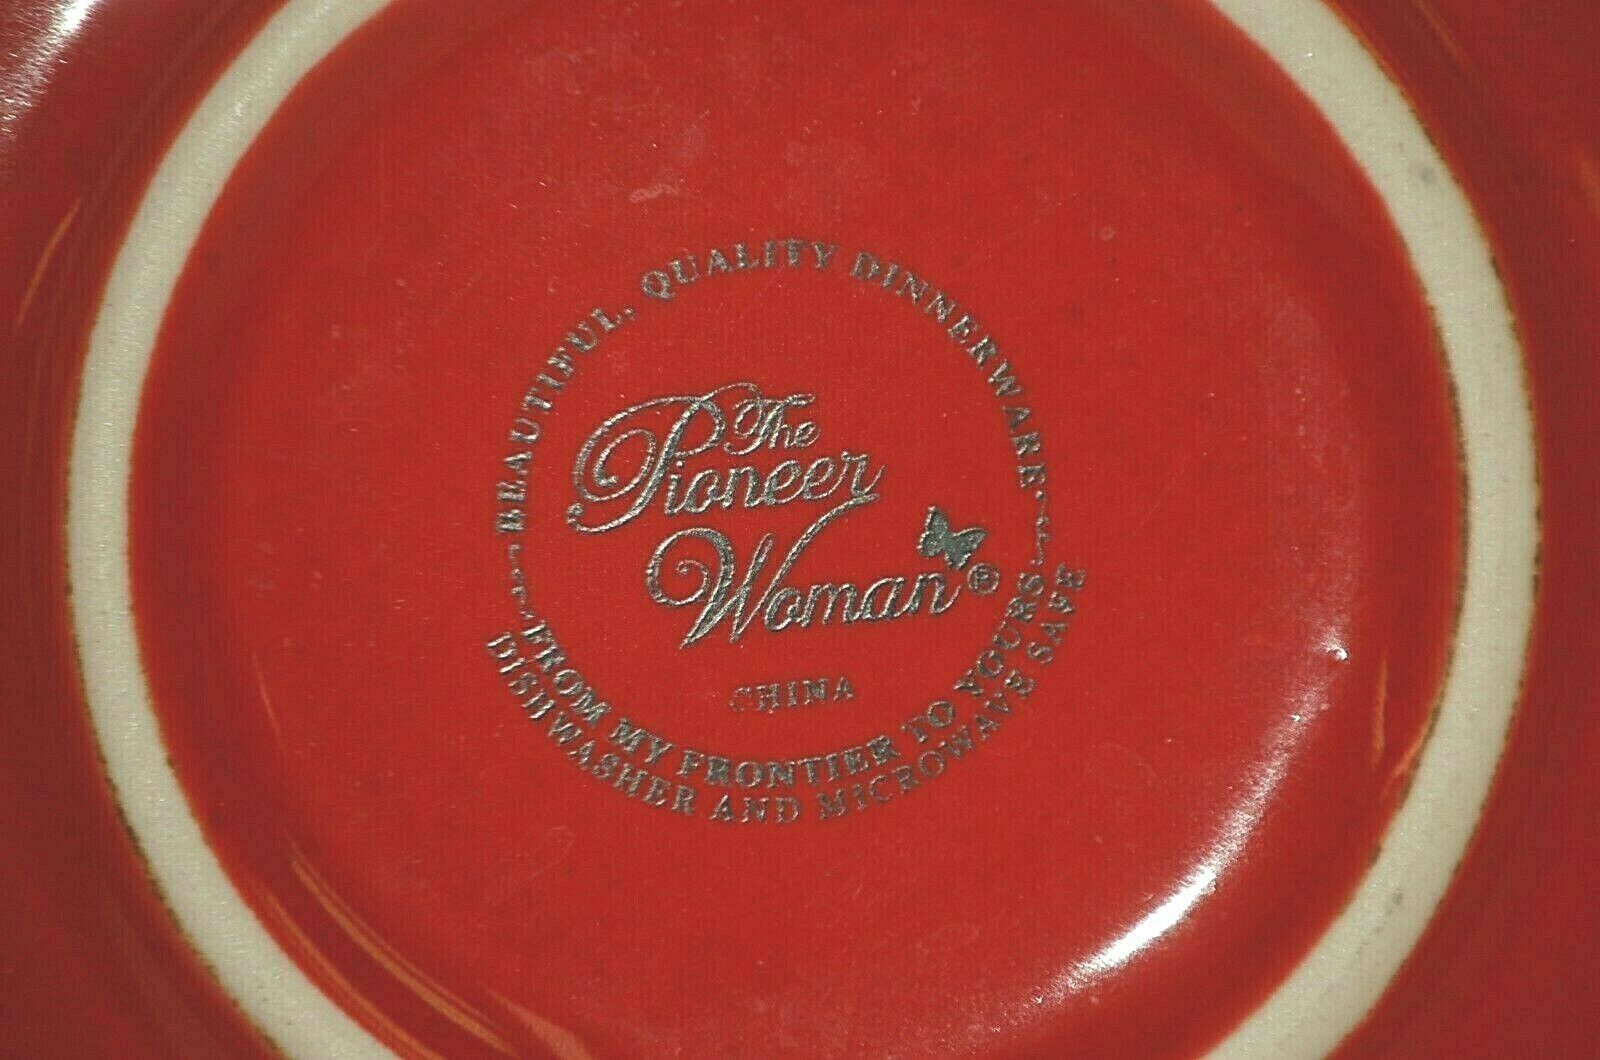 BEAUTIFUL, QUALITY DINNERWARE
The
Pioneer
Woman®
CHINA
FROM MY FRONTIER TO YOURS
DISHWASHER AND MICROWAVE SAFE